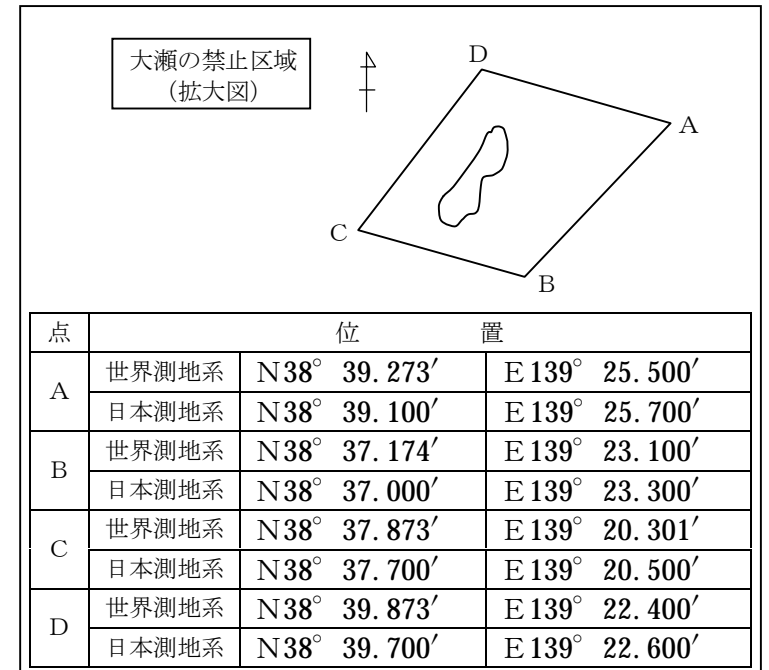 大瀬の禁止区域
(拡大図)
D
A
C
B
点 位 置
A 世界測地系 N38° 39.273′ E139° 25.500′
日本測地系 N38° 39.100′ E139° 25.700′
B 世界測地系 N38° 37.174′ E139° 23.100′
日本測地系 N38° 37.000′ E139° 23.300′
C 世界測地系 N38° 37.873′ E139° 20.301′
日本測地系 N38° 37.700′ E139° 20.500′
D 世界測地系 N38° 39.873′ E139° 22.400′
日本測地系 N38° 39.700′ E139° 22.600′